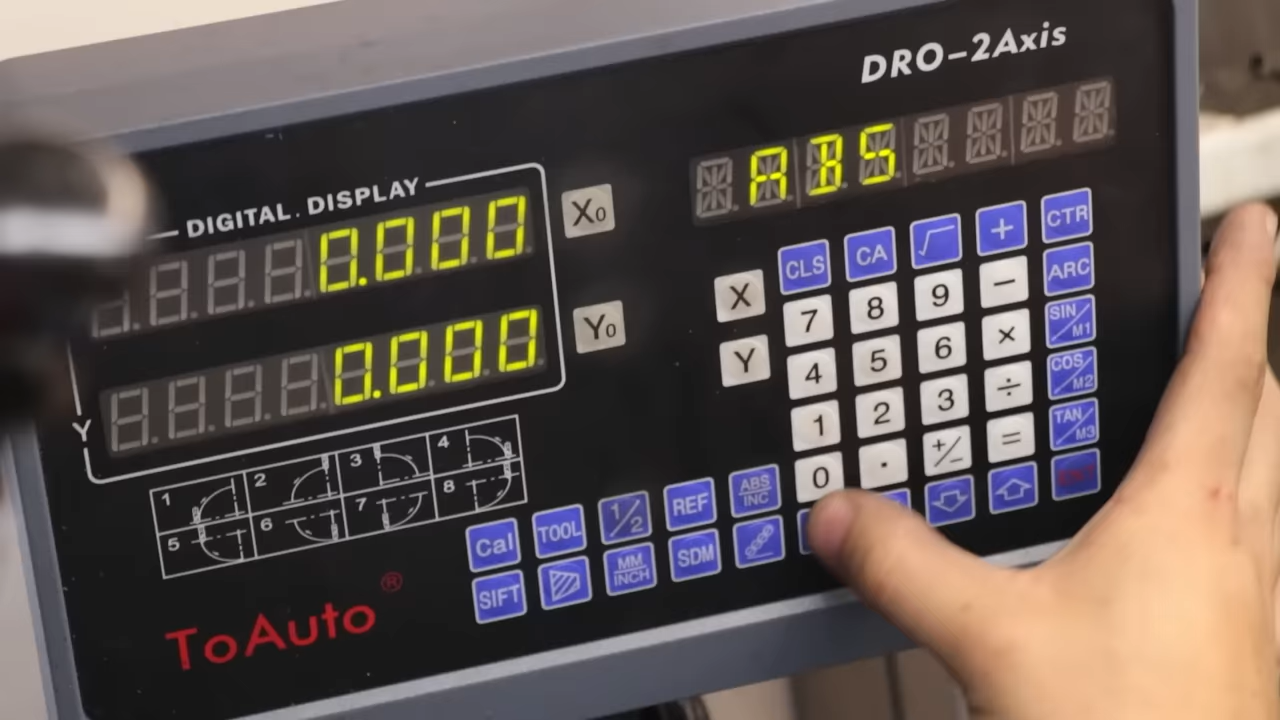 DRO-2Axis
ABS
DIGITAL DISPLAY
0.000
X₀
Y
0.000
Y₀
CLS CA √ + CTR
X 7 8 9 − ARC
Y 4 5 6 × SIN/M1
1 2 3 ÷ COS/M2
0 . +/− = TAN/M3
1 2 3 4
5 6 7 8
Cal TOOL 1/2 REF ABS/INC
SIFT MM/INCH SDM ENT
ToAuto®